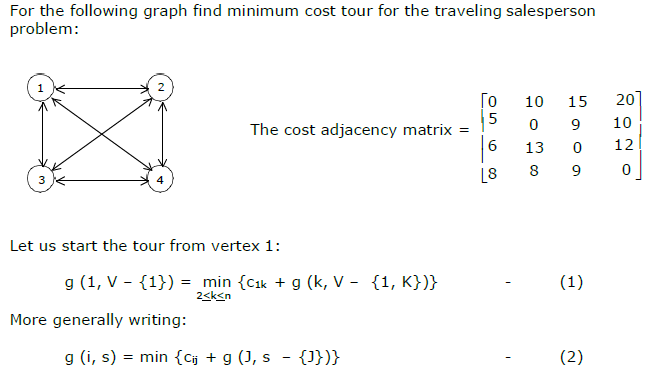 For the following graph find minimum cost tour for the traveling salesperson
problem:
1 2
3 4
The cost adjacency matrix =
0 10 15 20
5 0 9 10
6 13 0 12
8 8 9 0
Let us start the tour from vertex 1:
g (1, V – {1}) = min {c1k + g (k, V – {1, K})} - (1)
2≤k≤n
More generally writing:
g (i, s) = min {cij + g (J, s – {J})} - (2)